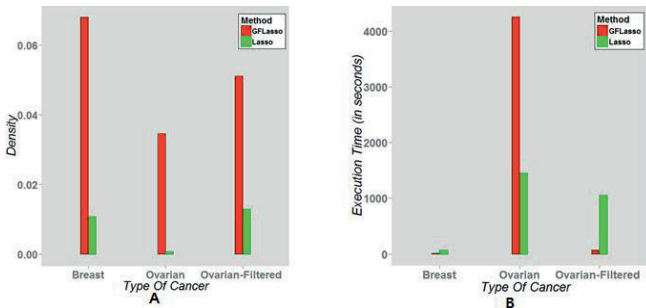 Method
GFLasso
Lasso
0.06
0.04
0.02
0.00
Density
Breast
Ovarian
Ovarian-Filtered
Type Of Cancer
A
Method
GFLasso
Lasso
4000
3000
2000
1000
0
Execution Time (in seconds)
Breast
Ovarian
Ovarian-Filtered
Type Of Cancer
B